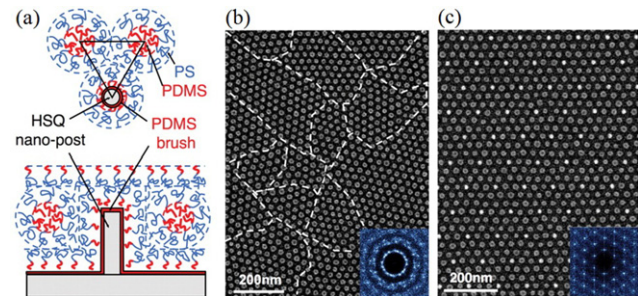 (a)
PS
PDMS
HSQ
nano-post
PDMS
brush
(b)
200nm
(c)
200nm